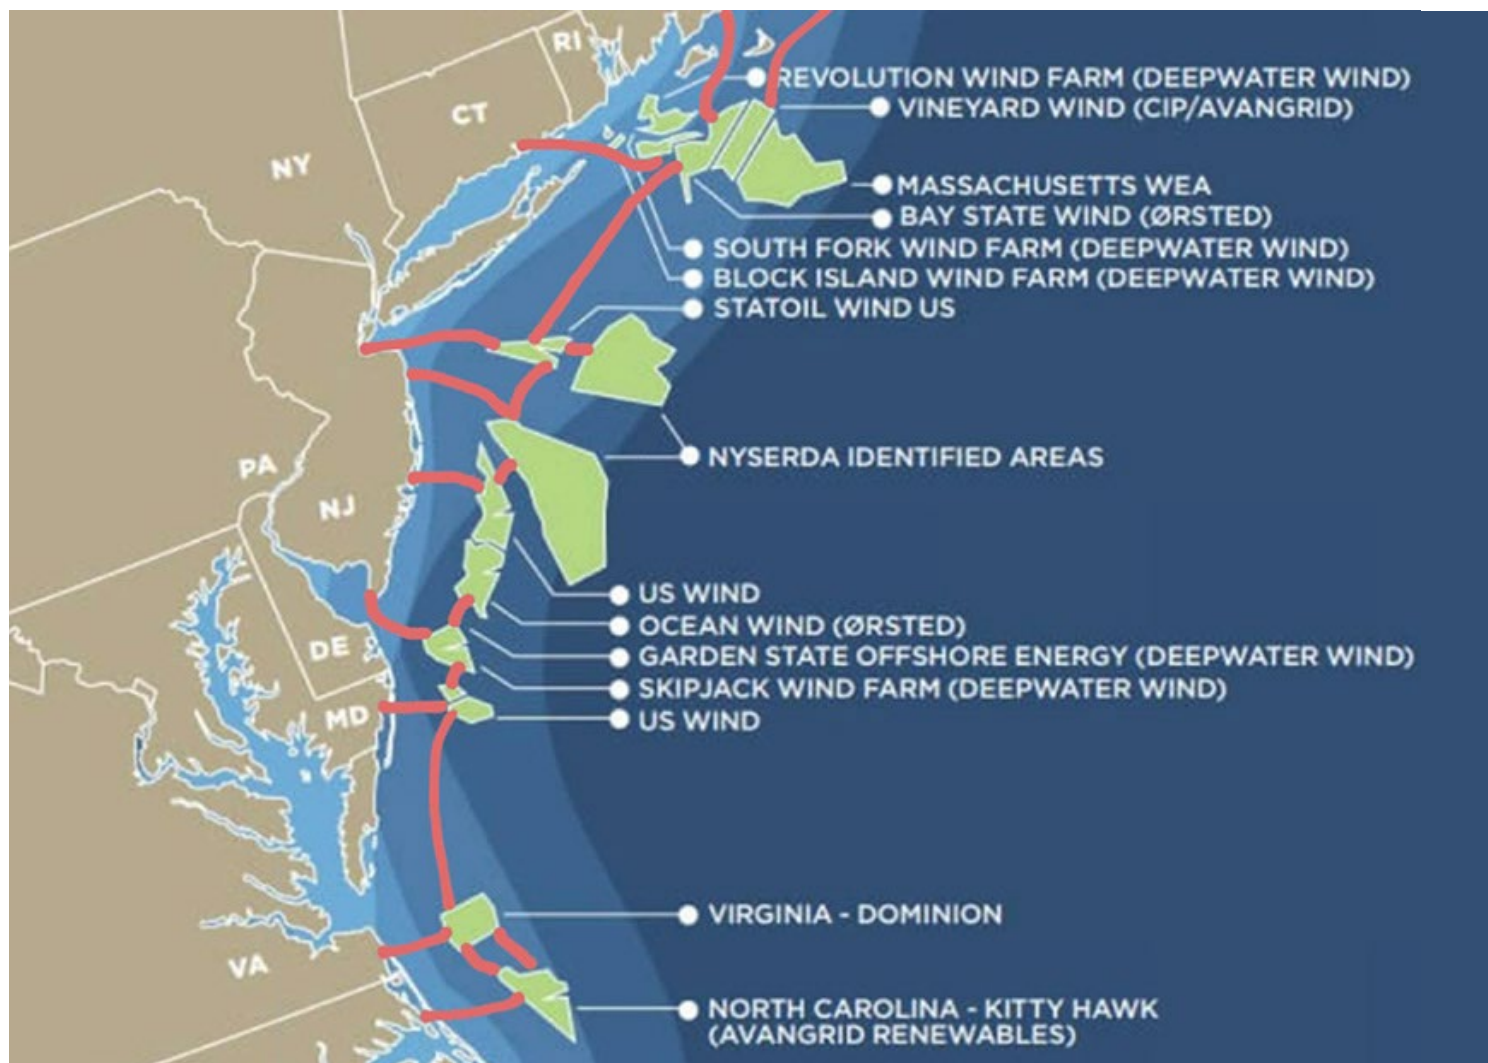 RI
REVOLUTION WIND FARM (DEEPWATER WIND)
CT
VINEYARD WIND (CIP/AVANGRID)
NY
MASSACHUSETTS WEA
BAY STATE WIND (ØRSTED)
SOUTH FORK WIND FARM (DEEPWATER WIND)
BLOCK ISLAND WIND FARM (DEEPWATER WIND)
STATOIL WIND US
PA
NYSERDA IDENTIFIED AREAS
NJ
US WIND
OCEAN WIND (ØRSTED)
DE
GARDEN STATE OFFSHORE ENERGY (DEEPWATER WIND)
SKIPJACK WIND FARM (DEEPWATER WIND)
MD
US WIND
VIRGINIA - DOMINION
VA
NORTH CAROLINA - KITTY HAWK
(AVANGRID RENEWABLES)